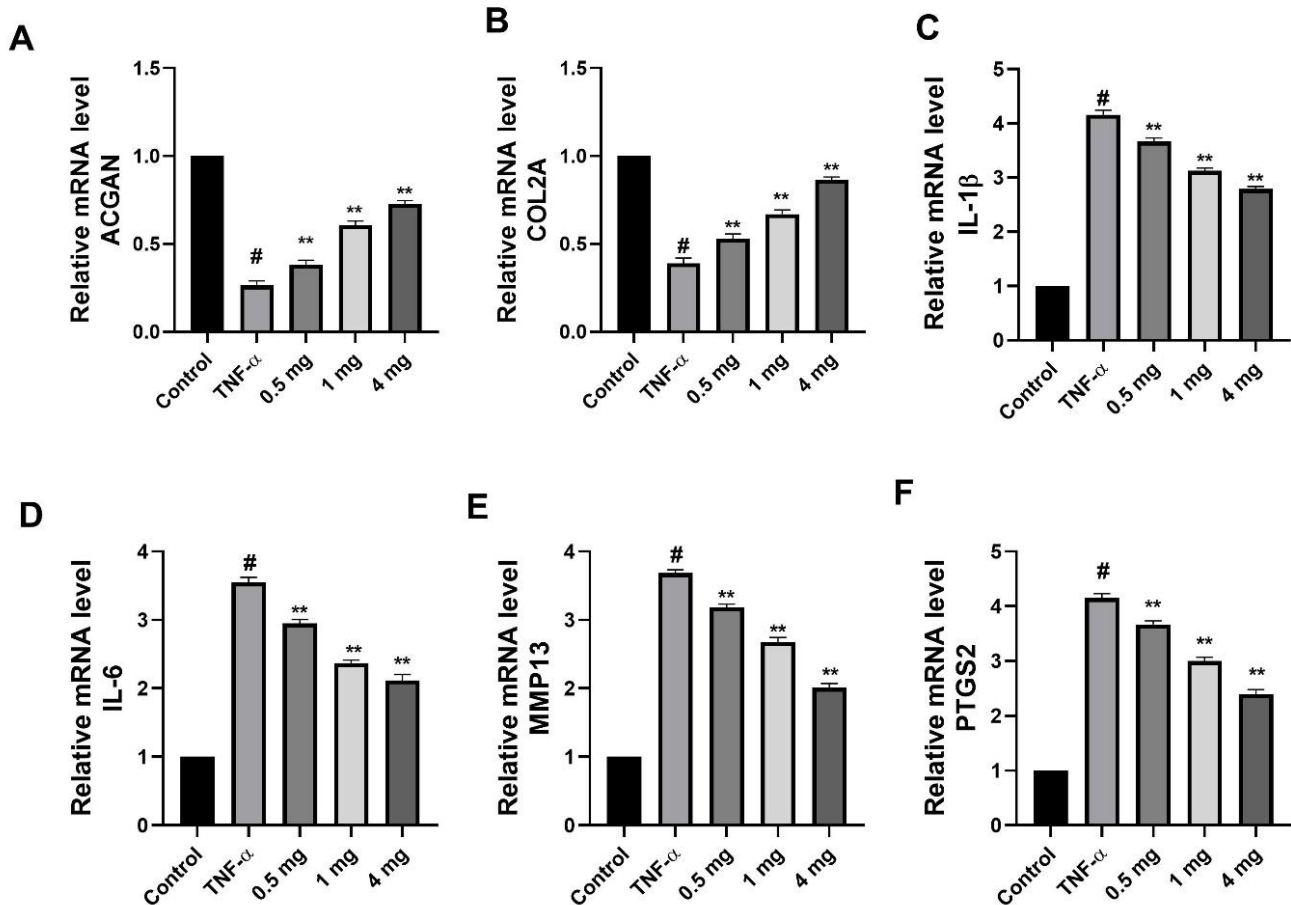 A
Relative mRNA level
ACGAN
1.5
1.0
0.5
0.0
#
**
**
**
Control
TNF-α
0.5 mg
1 mg
4 mg
B
Relative mRNA level
COL2A
1.5
1.0
0.5
0.0
#
**
**
**
Control
TNF-α
0.5 mg
1 mg
4 mg
C
Relative mRNA level
IL-1β
5
4
3
2
1
0
#
**
**
**
Control
TNF-α
0.5 mg
1 mg
4 mg
D
Relative mRNA level
IL-6
4
3
2
1
0
#
**
**
**
Control
TNF-α
0.5 mg
1 mg
4 mg
E
Relative mRNA level
MMP13
4
3
2
1
0
#
**
**
**
Control
TNF-α
0.5 mg
1 mg
4 mg
F
Relative mRNA level
PTGS2
5
4
3
2
1
0
#
**
**
**
Control
TNF-α
0.5 mg
1 mg
4 mg